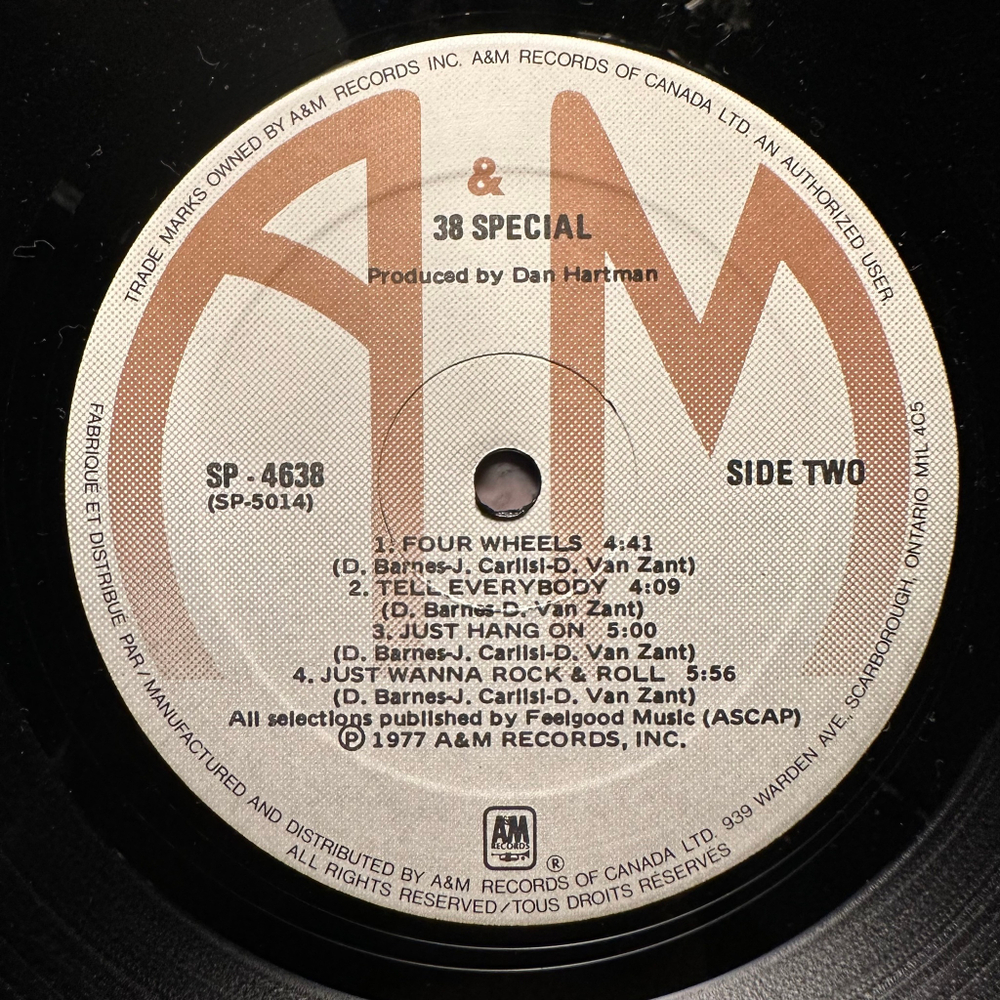 TRADE MARKS OWNED BY A&M RECORDS INC. A&M RECORDS OF CANADA LTD. AN AUTHORIZED USER
&
38 SPECIAL
Produced by Dan Hartman
SP - 4638
(SP-5014)
SIDE TWO
1. FOUR WHEELS 4:41
(D. Barnes-J. Carlisi-D. Van Zant)
2. TELL EVERYBODY 4:09
(D. Barnes-D. Van Zant)
3. JUST HANG ON 5:00
(D. Barnes-J. Carlisi-D. Van Zant)
4. JUST WANNA ROCK & ROLL 5:56
(D. Barnes-J. Carlisi-D. Van Zant)
All selections published by Feelgood Music (ASCAP)
Ⓟ 1977 A&M RECORDS, INC.
A&M
RECORDS
®
FABRIQUÉ ET DISTRIBUÉ PAR / MANUFACTURED AND DISTRIBUTED BY A&M RECORDS OF CANADA LTD. 939 WARDEN AVE., SCARBOROUGH, ONTARIO M1L 4C5
ALL RIGHTS RESERVED / TOUS DROITS RÉSERVÉS